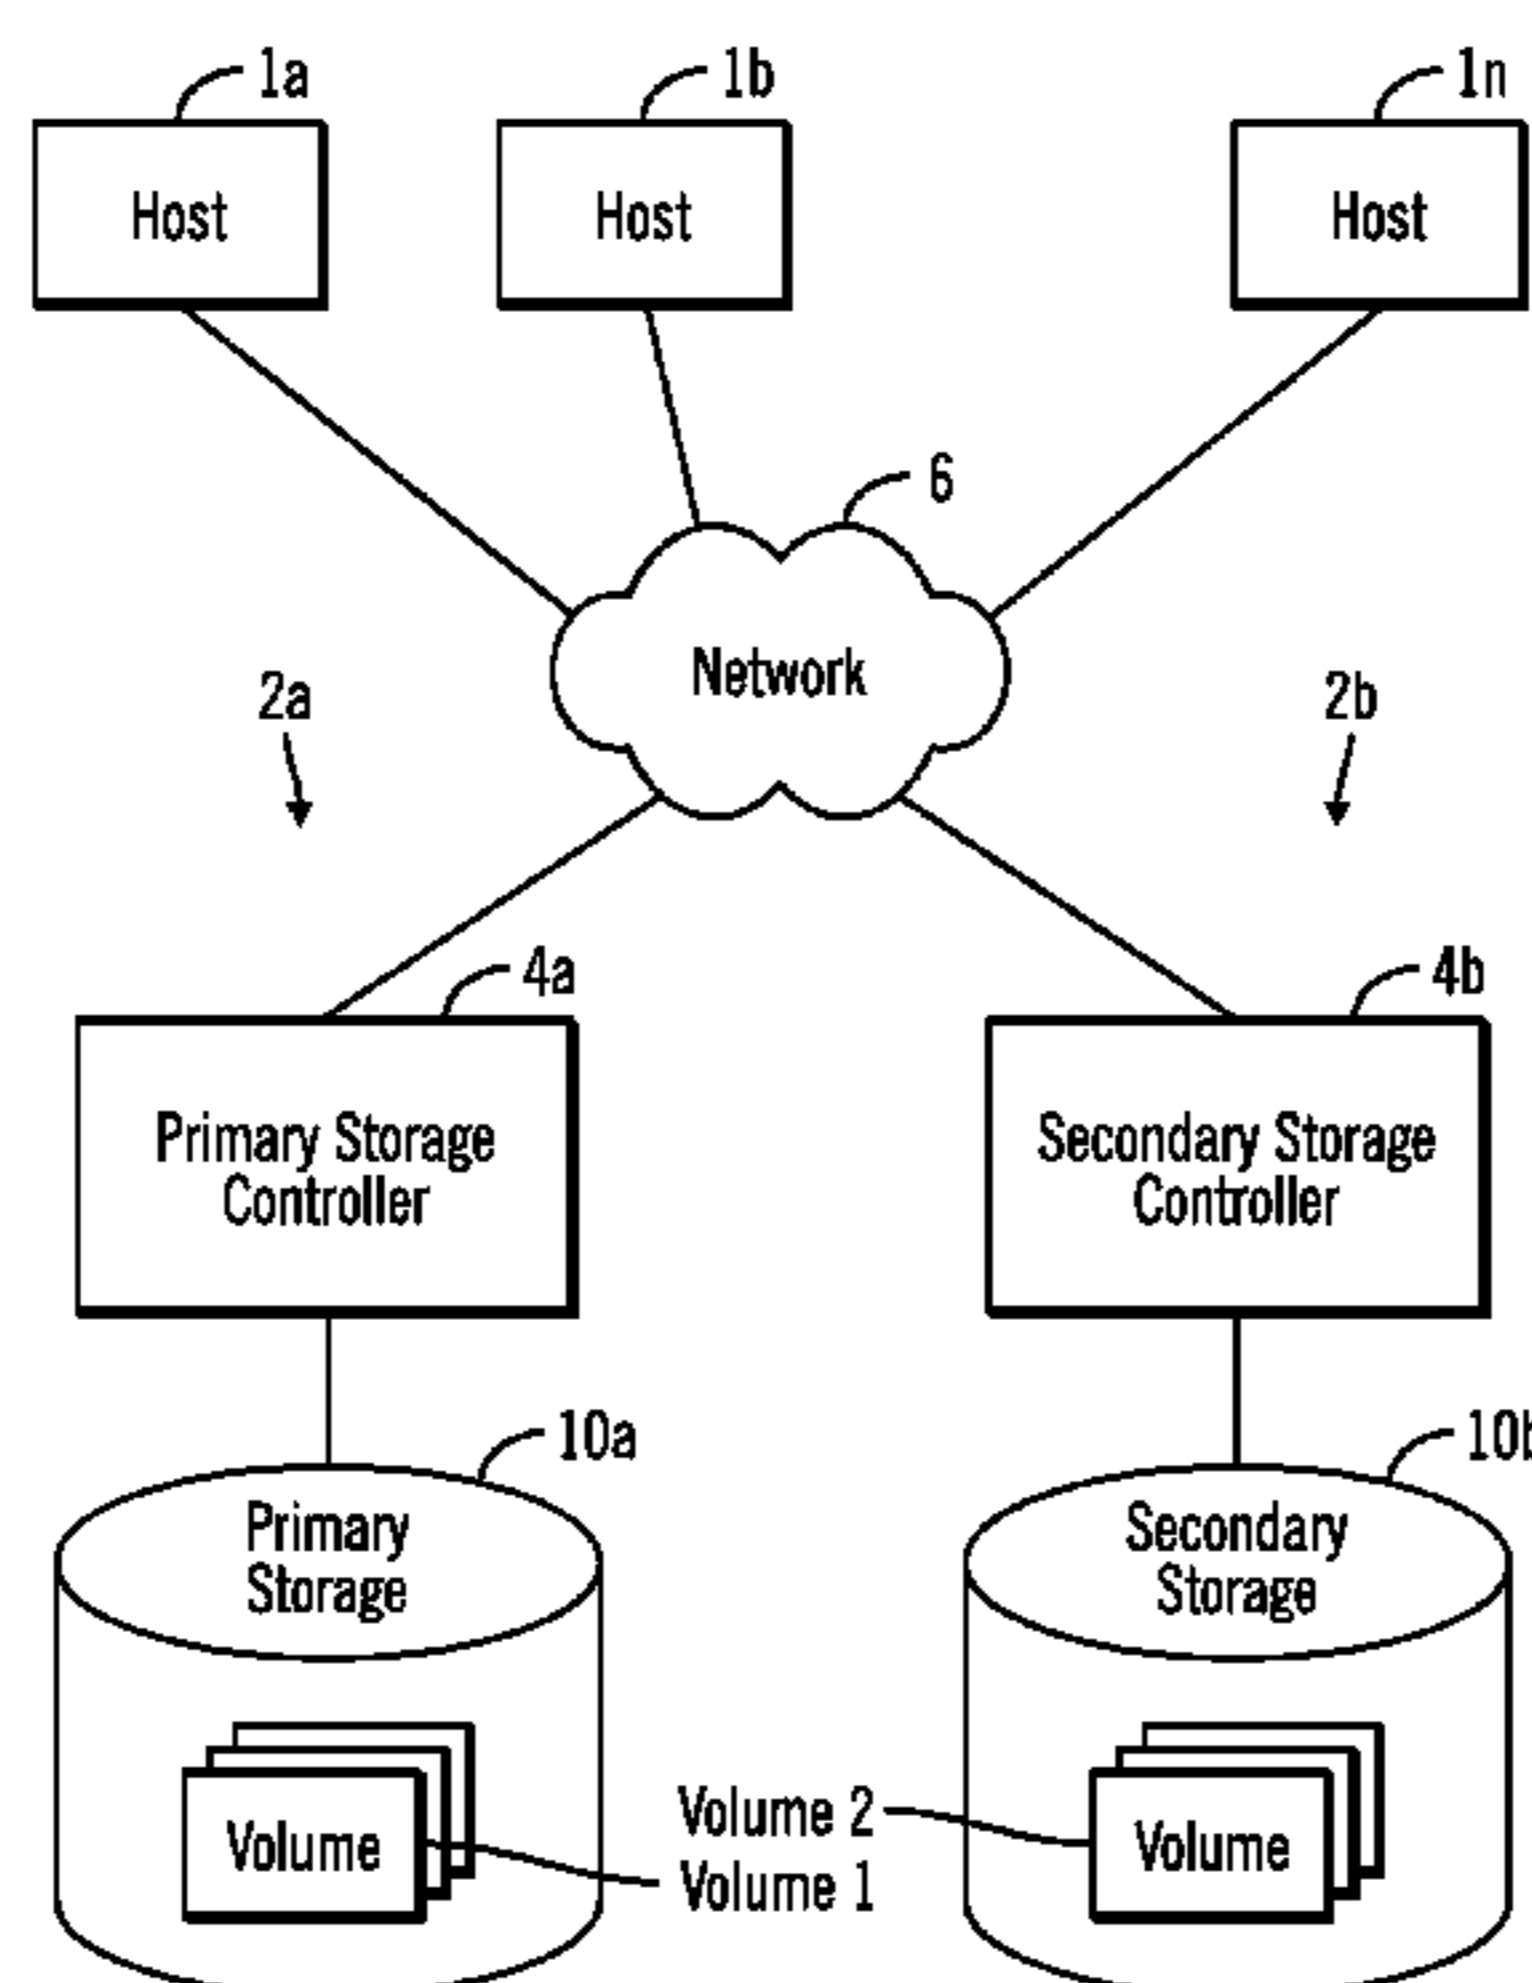 1a
1b
1n
Host
Host
Host
6
Network
2a
2b
4a
4b
Primary Storage
Controller
Secondary Storage
Controller
10a
10b
Primary
Storage
Secondary
Storage
Volume 2
Volume
Volume
Volume 1